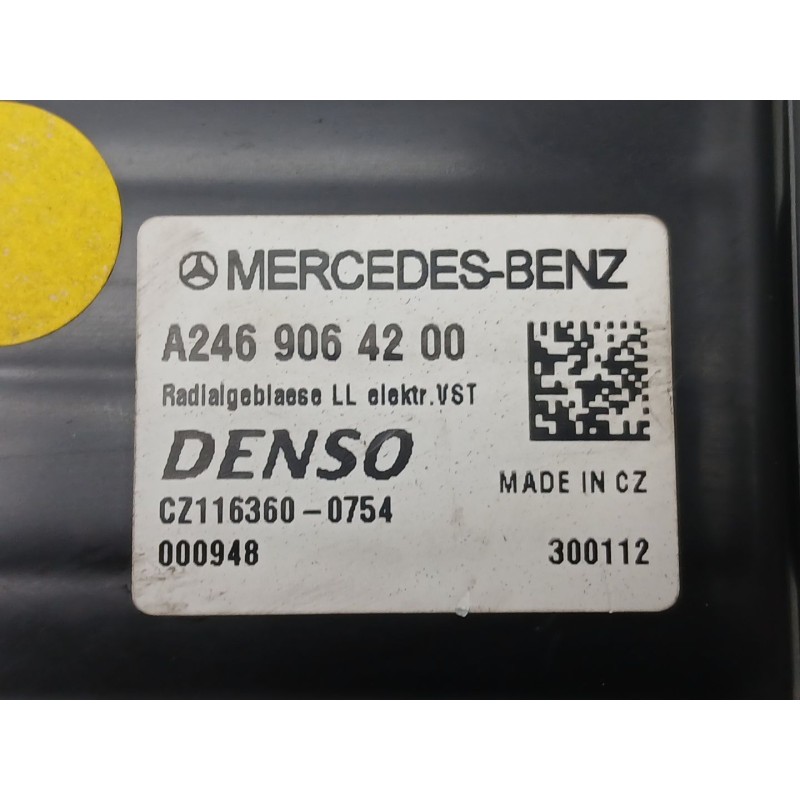 MERCEDES-BENZ
A246 906 42 00
Radialgeblaese LL elektr.VST
DENSO
MADE IN CZ
CZ116360-0754
000948 300112